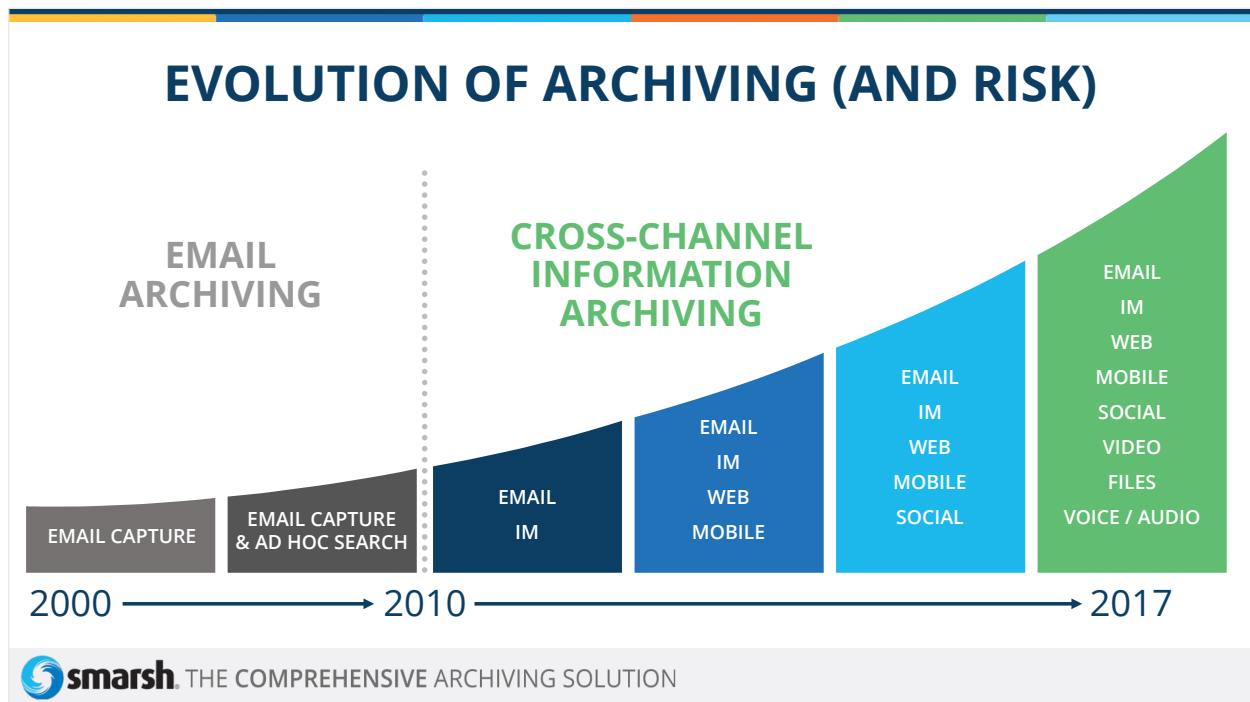 EVOLUTION OF ARCHIVING (AND RISK)
EMAIL
ARCHIVING
CROSS-CHANNEL
INFORMATION
ARCHIVING
EMAIL CAPTURE
EMAIL CAPTURE
& AD HOC SEARCH
EMAIL
IM
EMAIL
IM
WEB
MOBILE
EMAIL
IM
WEB
MOBILE
SOCIAL
EMAIL
IM
WEB
MOBILE
SOCIAL
VIDEO
FILES
VOICE / AUDIO
2000
2010
2017
smarsh. THE COMPREHENSIVE ARCHIVING SOLUTION